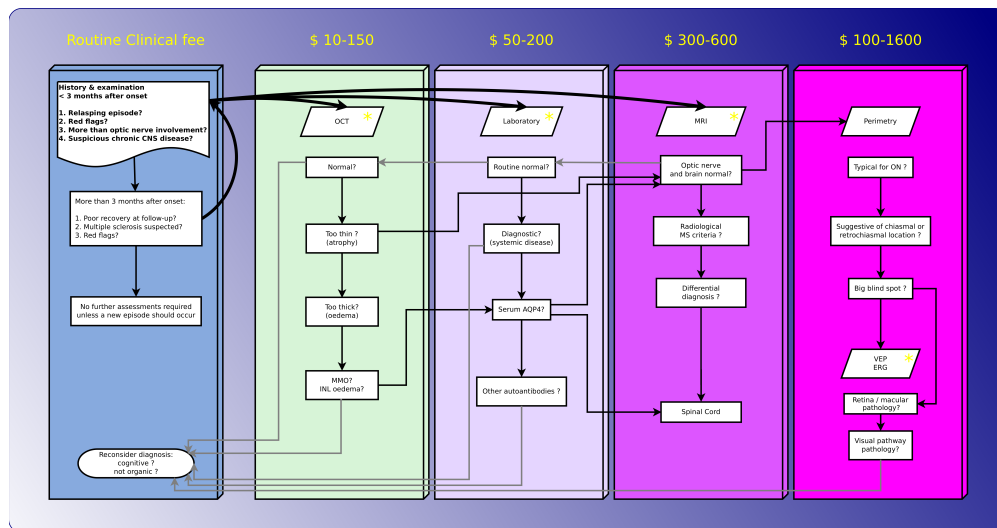 Routine Clinical fee
$ 10-150
$ 50-200
$ 300-600
$ 100-1600
History & examination
< 3 months after onset
1. Relasping episode?
2. Red flags?
3. More than optic nerve involvement?
4. Suspicious chronic CNS disease?
More than 3 months after onset:
1. Poor recovery at follow-up?
2. Multiple sclerosis suspected?
3. Red flags?
No further assessments required
unless a new episode should occur
Reconsider diagnosis:
cognitive ?
not organic ?
OCT
*
Normal?
Too thin ?
(atrophy)
Too thick?
(oedema)
MMO?
INL oedema?
Laboratory
*
Routine normal?
Diagnostic?
(systemic disease)
Serum AQP4?
Other autoantibodies ?
MRI
*
Optic nerve
and brain normal?
Radiological
MS criteria ?
Differential
diagnosis ?
Spinal Cord
Perimetry
Typical for ON ?
Suggestive of chiasmal or
retrochiasmal location ?
Big blind spot ?
VEP
ERG
*
Retina / macular
pathology?
Visual pathway
pathology?